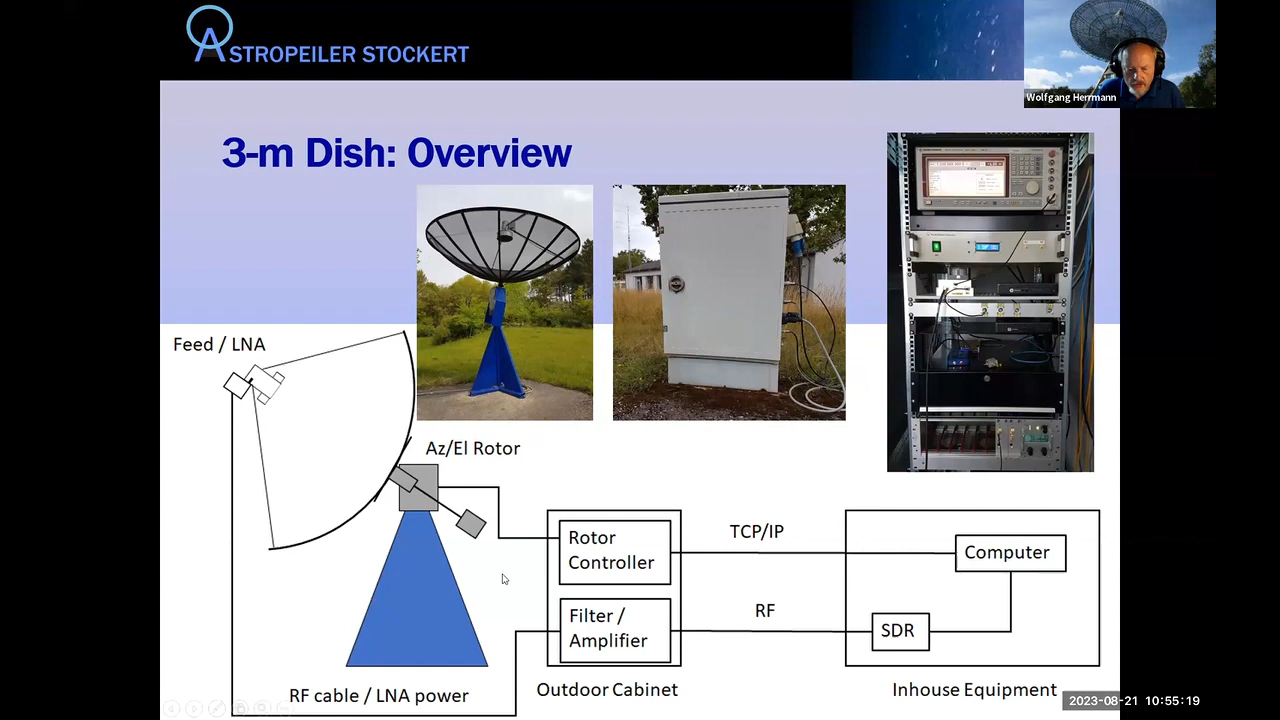 ASTROPEILER STOCKERT
Wolfgang Herrmann
3-m Dish: Overview
Feed / LNA
Az/El Rotor
Rotor
Controller
TCP/IP
Computer
Filter /
Amplifier
RF
SDR
RF cable / LNA power
Outdoor Cabinet
Inhouse Equipment
2023-08-21 10:55:19